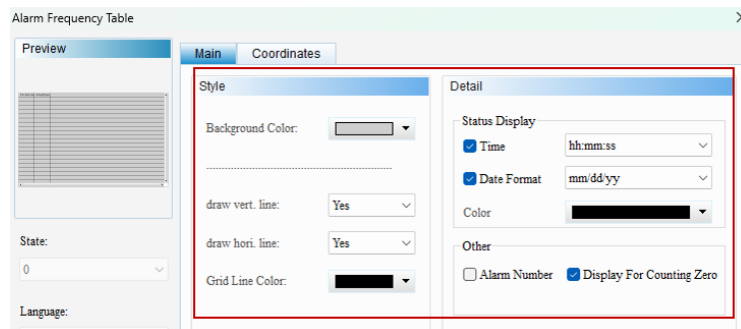 Alarm Frequency Table
Preview
Main Coordinates
Style
Background Color:
draw vert. line: Yes
draw hori. line: Yes
Grid Line Color:
Detail
Status Display
Time hh:mm:ss
Date Format mm/dd/yy
Color
Other
Alarm Number Display For Counting Zero
State:
0
Language: